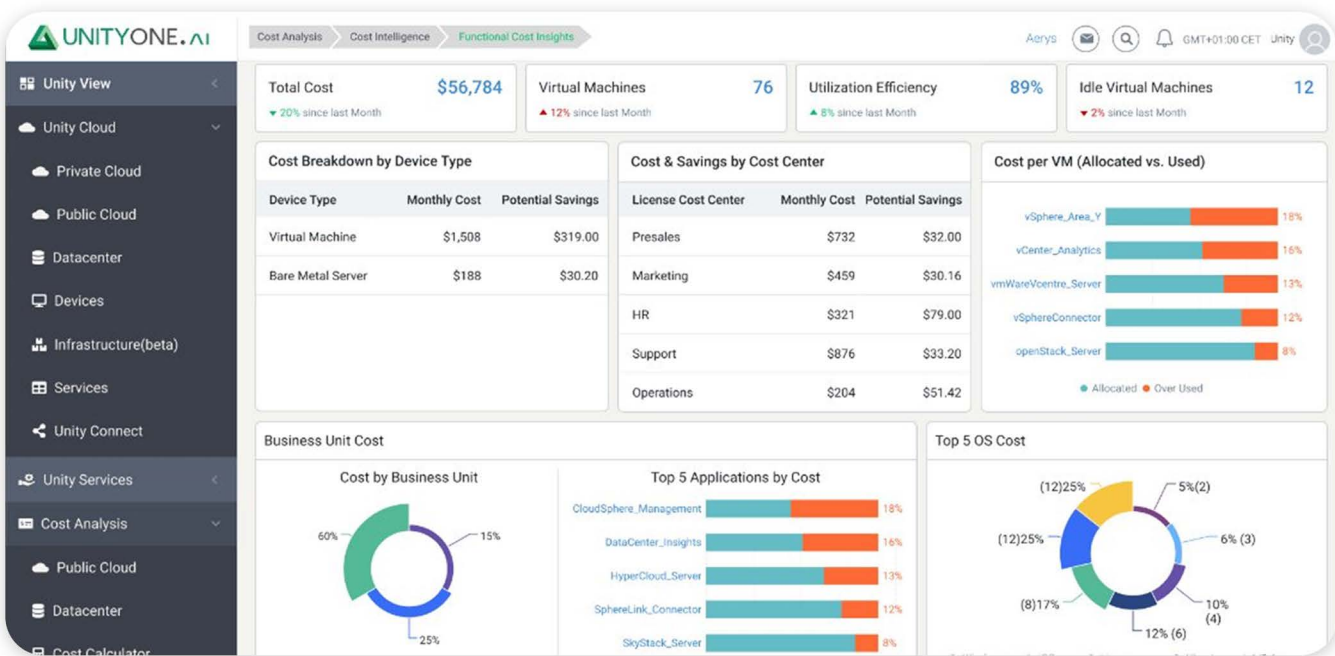 UNITYONE.AI
Cost Analysis Cost Intelligence Functional Cost Insights
Aerys GMT+01:00 CET Unity
Unity View
Unity Cloud
Private Cloud
Public Cloud
Datacenter
Devices
Infrastructure(beta)
Services
Unity Connect
Unity Services
Cost Analysis
Public Cloud
Datacenter
Cost Calculator
Total Cost $56,784
20% since last Month
Virtual Machines 76
12% since last Month
Utilization Efficiency 89%
8% since last Month
Idle Virtual Machines 12
2% since last Month
Cost Breakdown by Device Type
Device Type Monthly Cost Potential Savings
Virtual Machine $1,508 $319.00
Bare Metal Server $188 $30.20
Cost & Savings by Cost Center
License Cost Center Monthly Cost Potential Savings
Presales $732 $32.00
Marketing $459 $30.16
HR $321 $79.00
Support $876 $33.20
Operations $204 $51.42
Cost per VM (Allocated vs. Used)
vSphere_Area_Y 18%
vCenter_Analytics 16%
vmWareVcentre_Server 13%
vSphereConnector 12%
openStack_Server 8%
Allocated Over Used
Business Unit Cost
Cost by Business Unit
60%
15%
25%
Top 5 Applications by Cost
CloudSphere_Management 18%
DataCenter_Insights 16%
HyperCloud_Server 13%
SphereLink_Connector 12%
SkyStack_Server 8%
Top 5 OS Cost
(12)25% 5%(2)
(12)25% 6% (3)
(8)17% 10%
(4)
12% (6)